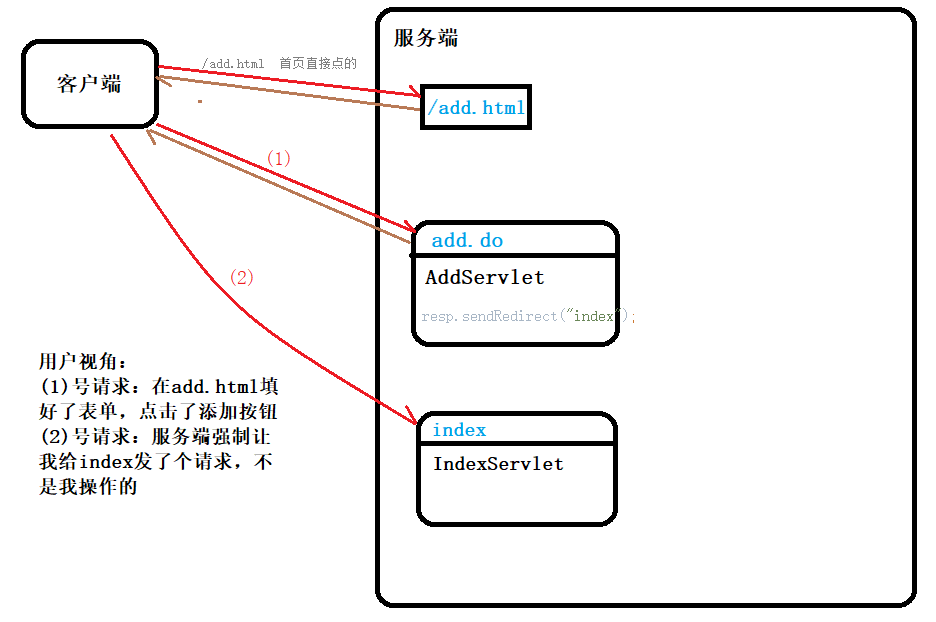 服务端
客户端
/add.html 首页直接点的
/add.html
(1)
add.do
AddServlet
resp.sendRedirect("index");
(2)
用户视角：
(1)号请求：在add.html填
好了表单，点击了添加按钮
(2)号请求：服务端强制让
我给index发了个请求，不
是我操作的
index
IndexServlet